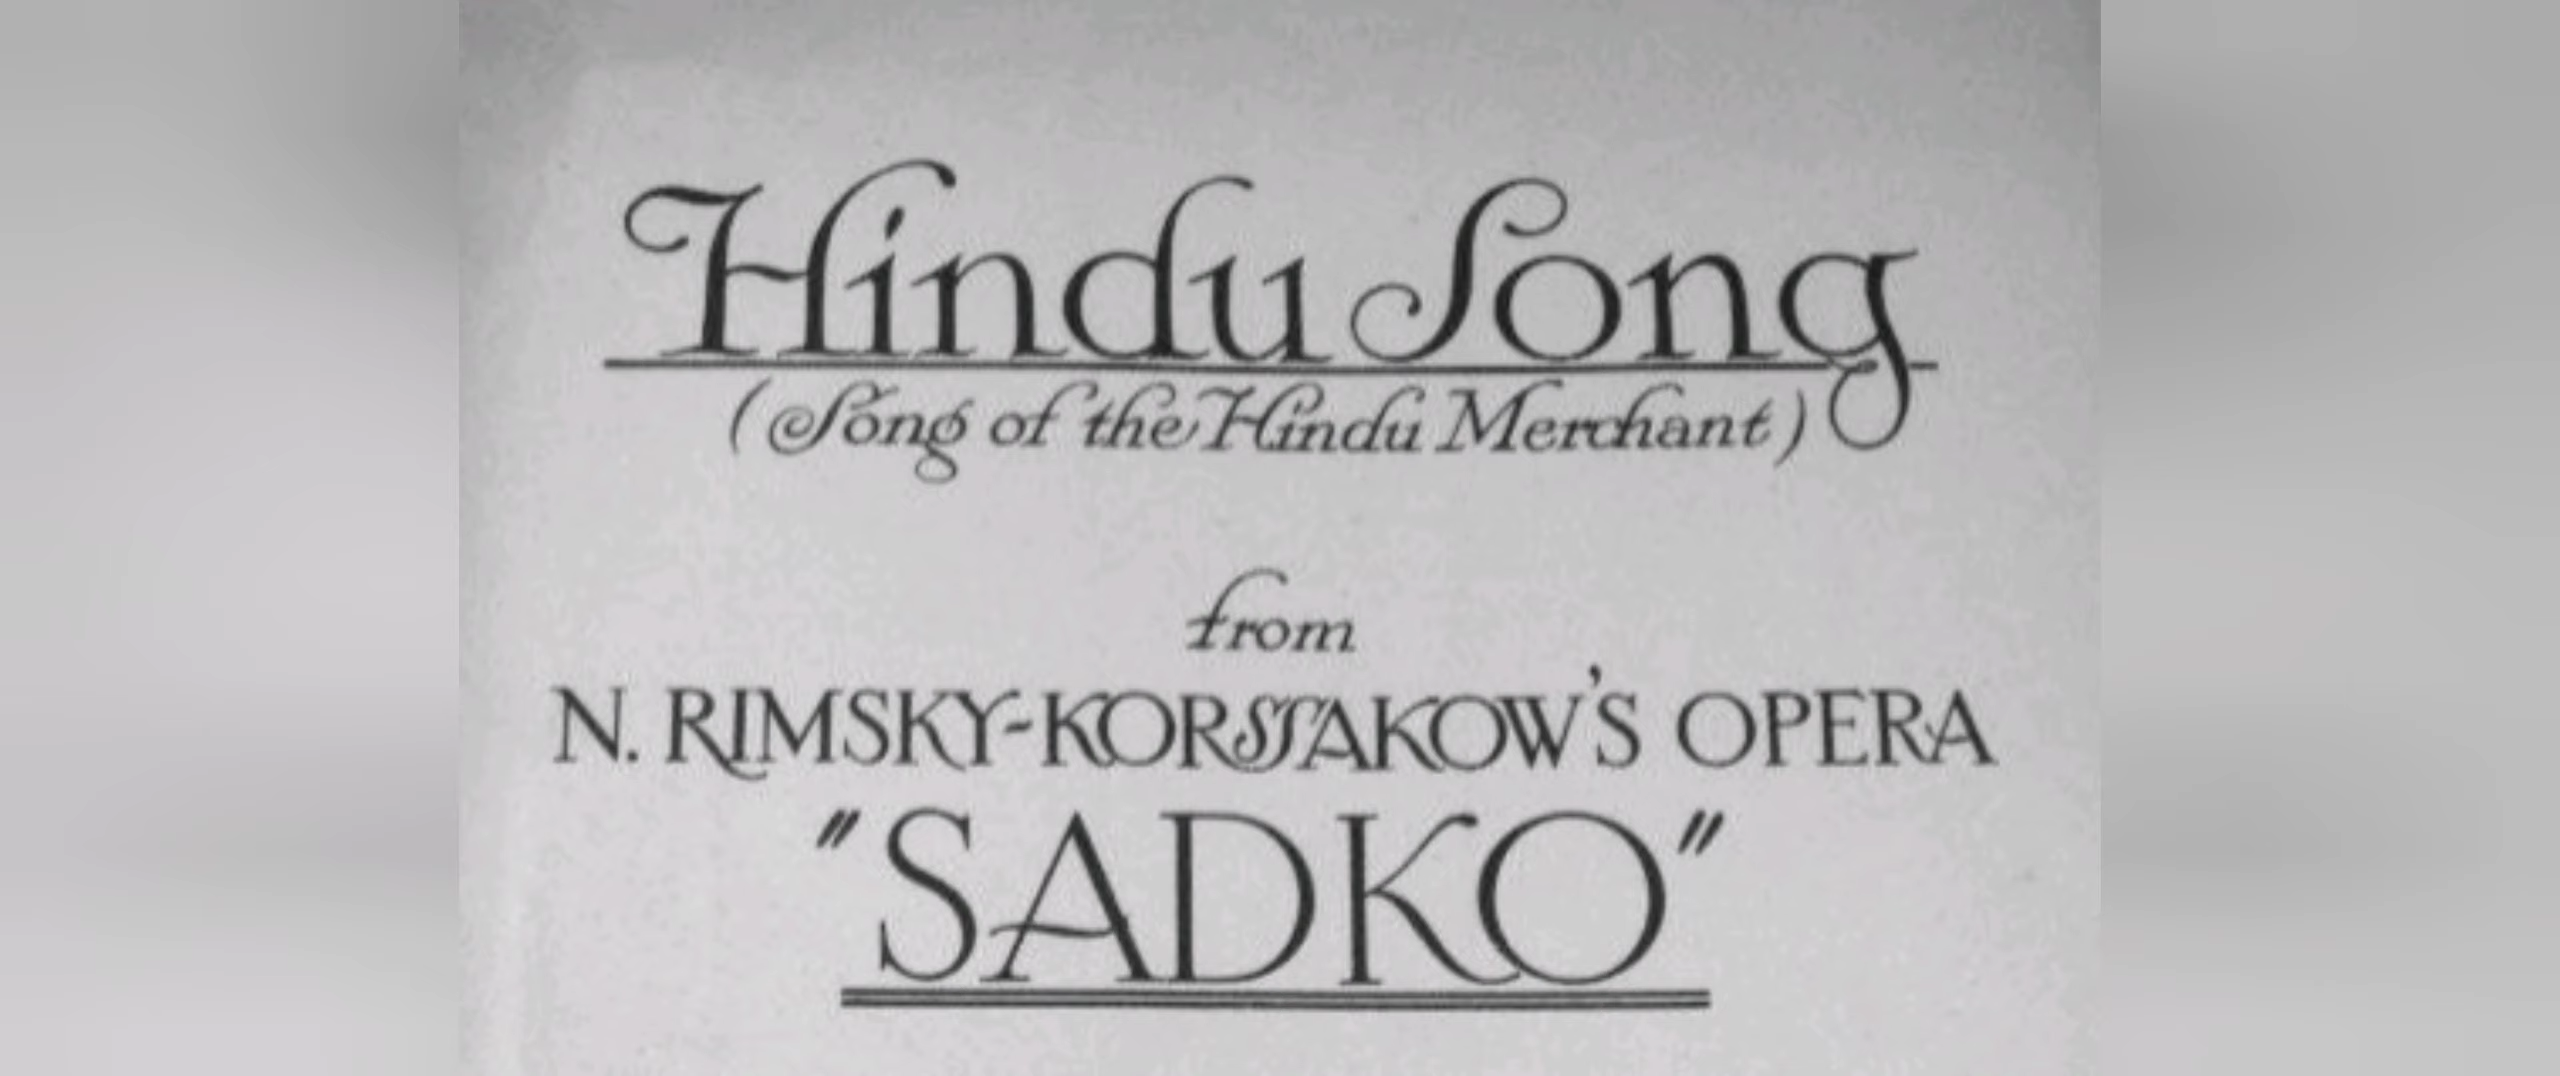 Hindu Song
(Song of the Hindu Merchant)
from
N. RIMSKY-KORSSAKOW'S OPERA
"SADKO"